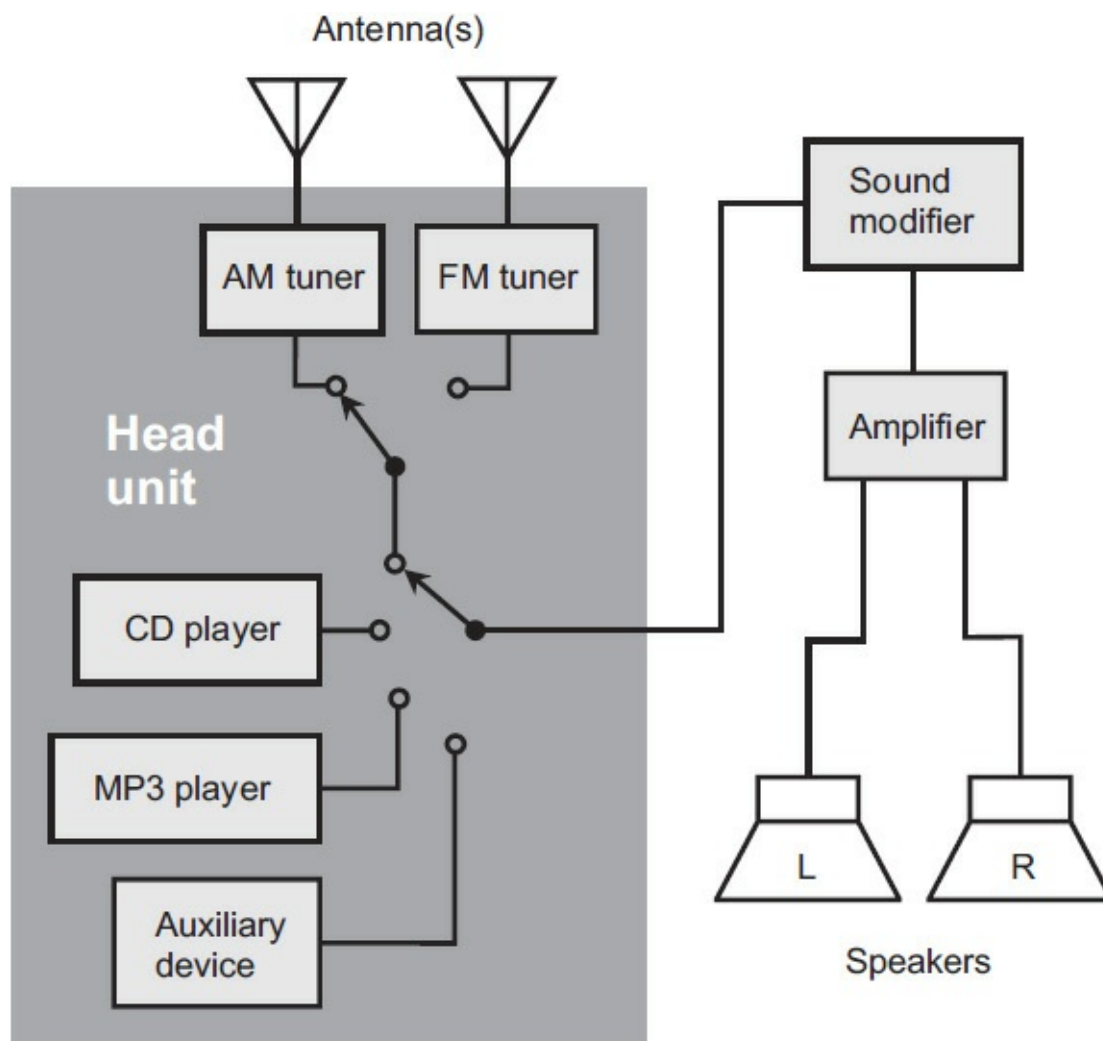 Antenna(s)
AM tuner
FM tuner
Sound
modifier
Head
unit
Amplifier
CD player
MP3 player
Auxiliary
device
L
R
Speakers